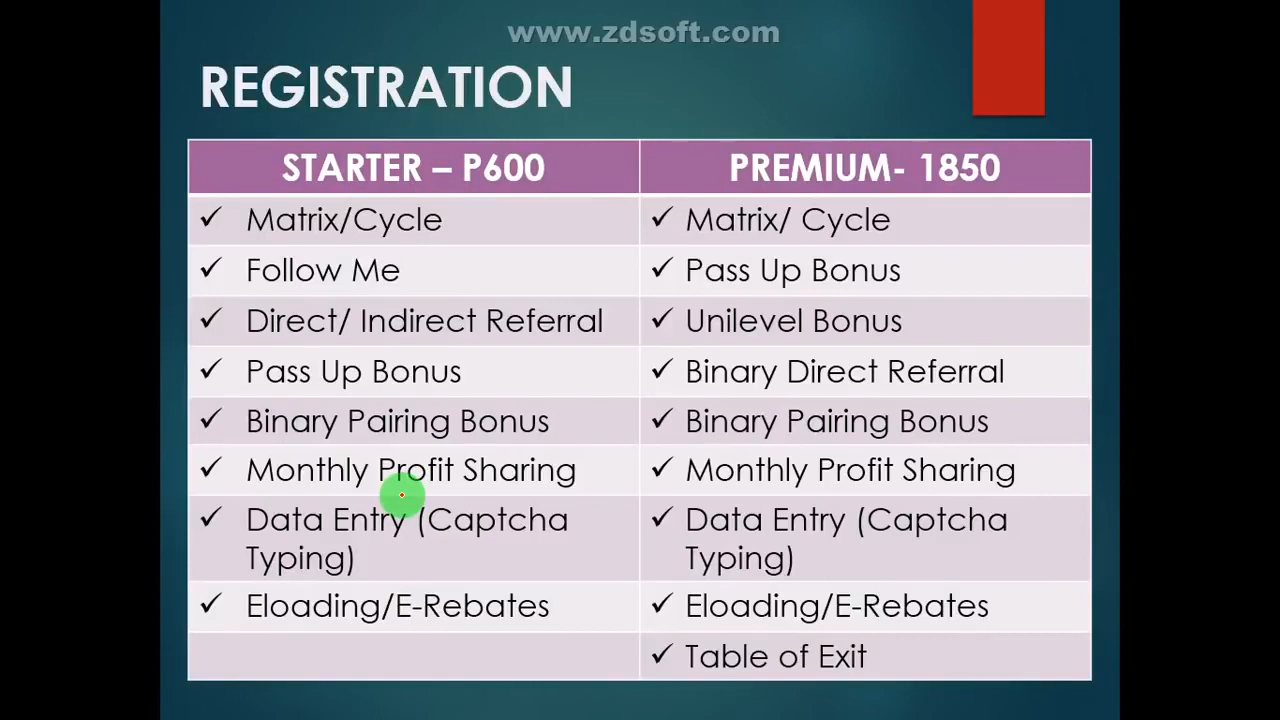 www.zdsoft.com
REGISTRATION
STARTER – P600
PREMIUM- 1850
✓ Matrix/Cycle
✓ Matrix/ Cycle
✓ Follow Me
✓ Pass Up Bonus
✓ Direct/ Indirect Referral
✓ Unilevel Bonus
✓ Pass Up Bonus
✓ Binary Direct Referral
✓ Binary Pairing Bonus
✓ Binary Pairing Bonus
✓ Monthly Profit Sharing
✓ Monthly Profit Sharing
✓ Data Entry (Captcha
Typing)
✓ Data Entry (Captcha
Typing)
✓ Eloading/E-Rebates
✓ Eloading/E-Rebates
✓ Table of Exit